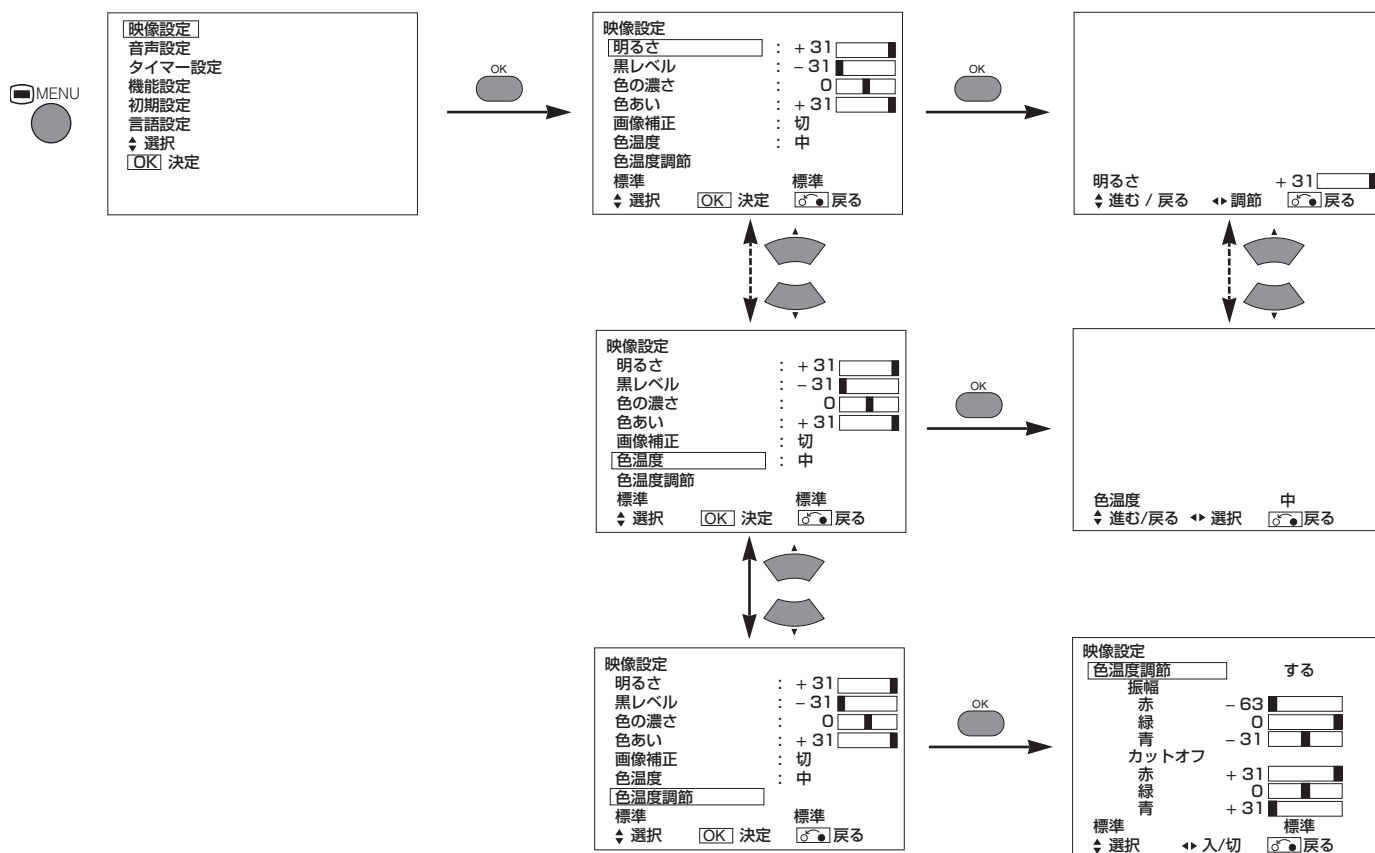 MENU
映像設定
音声設定
タイマー設定
機能設定
初期設定
言語設定
選択
OK 決定
OK
映像設定
明るさ : +31
黒レベル : −31
色の濃さ : 0
色あい : +31
画像補正 : 切
色温度 : 中
色温度調節
標準 標準
選択 OK 決定 戻る
OK
明るさ +31
進む / 戻る 調節 戻る
映像設定
明るさ : +31
黒レベル : −31
色の濃さ : 0
色あい : +31
画像補正 : 切
色温度 : 中
色温度調節
標準 標準
選択 OK 決定 戻る
OK
色温度 中
進む/戻る 選択 戻る
映像設定
明るさ : +31
黒レベル : −31
色の濃さ : 0
色あい : +31
画像補正 : 切
色温度 : 中
色温度調節
標準 標準
選択 OK 決定 戻る
OK
映像設定
色温度調節 する
振幅
赤 −63
緑 0
青 −31
カットオフ
赤 +31
緑 0
青 +31
標準 標準
選択 入/切 戻る